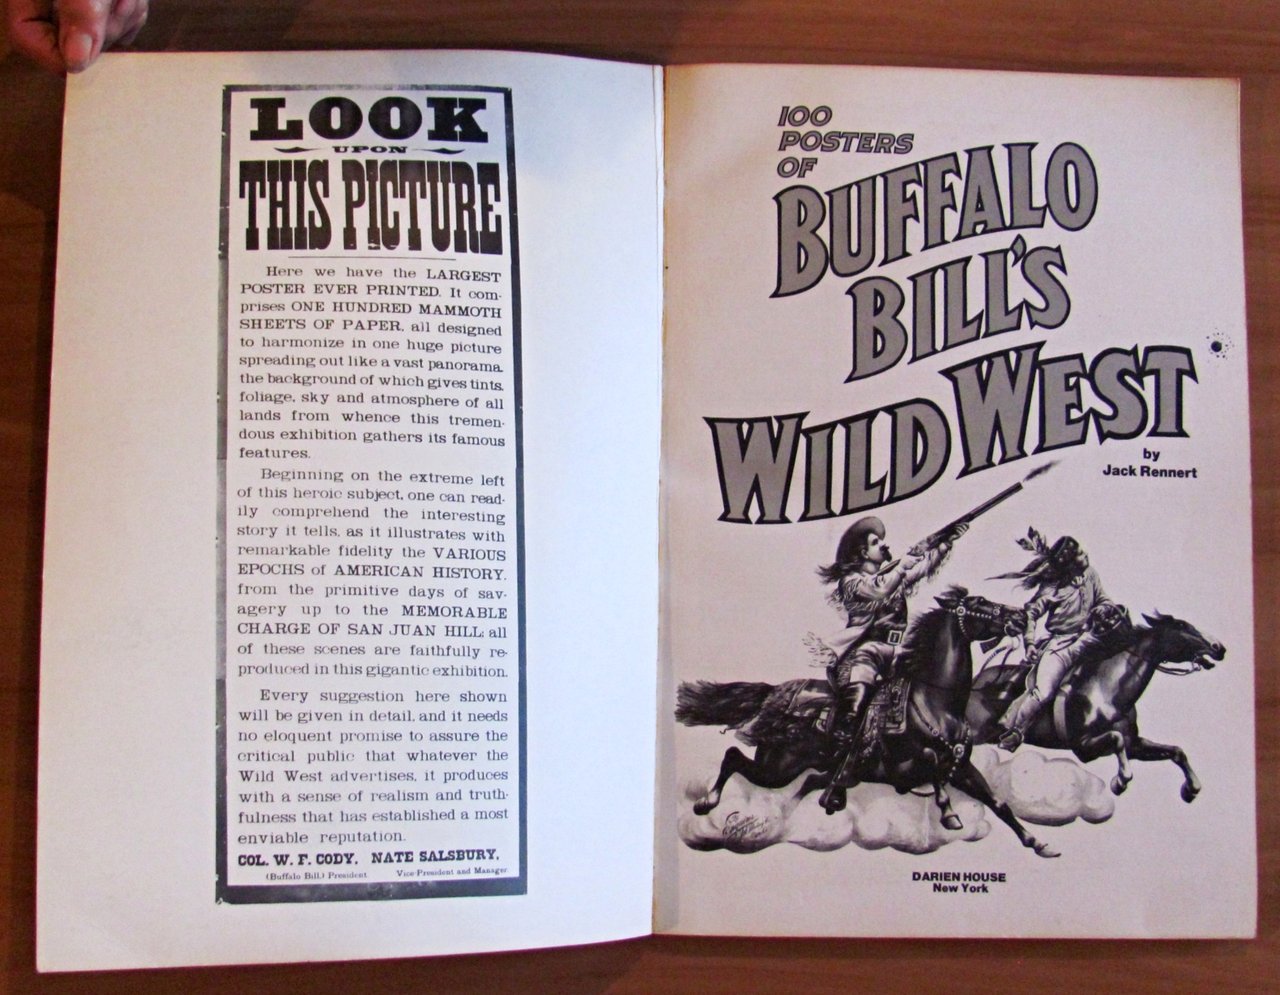 LOOK
UPON
THIS PICTURE
Here we have the LARGEST
POSTER EVER PRINTED. It com-
prises ONE HUNDRED MAMMOTH
SHEETS OF PAPER, all designed
to harmonize in one huge picture
spreading out like a vast panorama,
the background of which gives tints,
foliage, sky and atmosphere of all
lands from whence this tremen-
dous exhibition gathers its famous
features.
Beginning on the extreme left
of this heroic subject, one can read-
ily comprehend the interesting
story it tells, as it illustrates with
remarkable fidelity the VARIOUS
EPOCHS of AMERICAN HISTORY,
from the primitive days of sav-
agery up to the MEMORABLE
CHARGE OF SAN JUAN HILL; all
of these scenes are faithfully re-
produced in this gigantic exhibition.
Every suggestion here shown
will be given in detail, and it needs
no eloquent promise to assure the
critical public that whatever the
Wild West advertises, it produces
with a sense of realism and truth-
fulness that has established a most
enviable reputation.
COL. W. F. CODY, NATE SALSBURY,
(Buffalo Bill,) President. Vice-President and Manager
100
POSTERS
OF
BUFFALO
BILL'S
WILD WEST
by
Jack Rennert
DARIEN HOUSE
New York